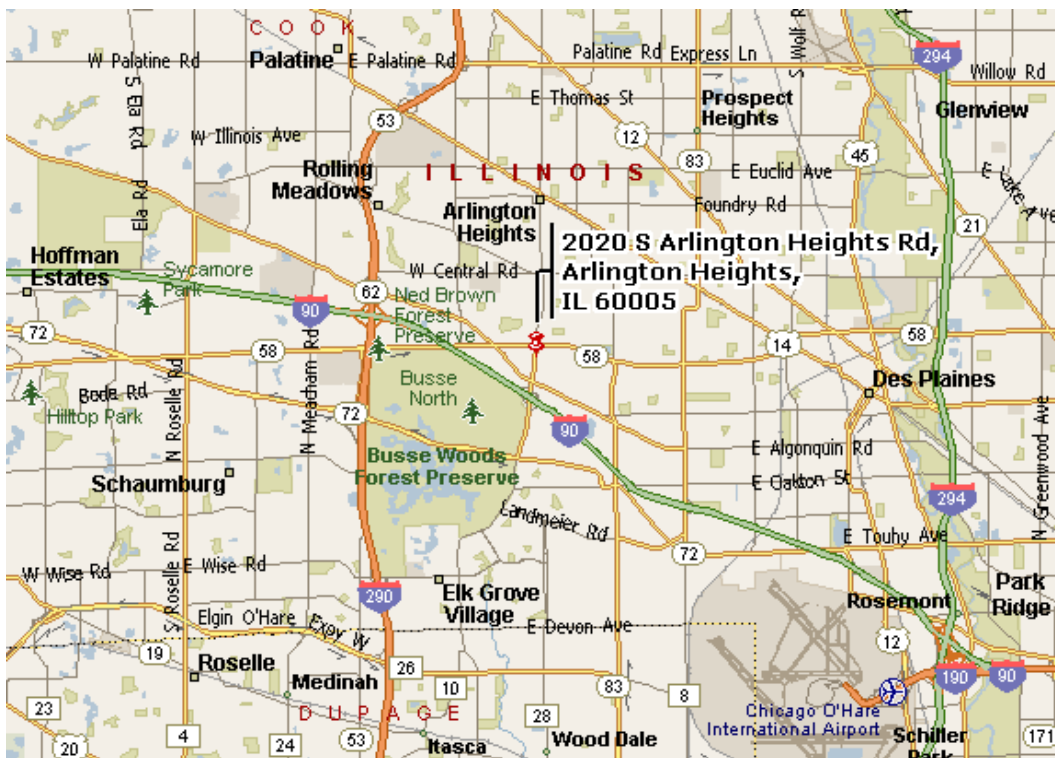 COOK
W Palatine Rd
Palatine
E Palatine Rd
Palatine Rd Express Ln
S Wolf R
294
Willow Rd
S Ela Rd
E Thomas St
Prospect
Heights
Glenview
53
W Illinois Ave
12
83
45
Rolling
Meadows
ILLINOIS
E Euclid Ave
E Lake Ave
Ela Rd
Arlington
Heights
Foundry Rd
21
Hoffman
Estates
Sycamore
Park
W Central Rd
2020 S Arlington Heights Rd,
Arlington Heights,
IL 60005
62
90
Ned Brown
Forest
Preserve
72
58
58
14
58
N Meacham Rd
Bode Rd
Hilltop Park
N Roselle Rd
Busse
North
Des Plaines
72
90
E Algonquin Rd
N Greenwood Ave
Busse Woods
Forest Preserve
Schaumburg
E Oakton St
294
Landmeier Rd
E Touhy Ave
72
W Wise Rd
E Wise Rd
S Roselle Rd
290
Elk Grove
Village
Rosemont
Park
Ridge
Elgin O'Hare
Expy W
E Devon Ave
12
19
Roselle
26
Medinah
10
83
8
190
90
23
DUPAGE
28
Chicago O'Hare
International Airport
20
4
24
53
Itasca
Wood Dale
Schiller
Park
171